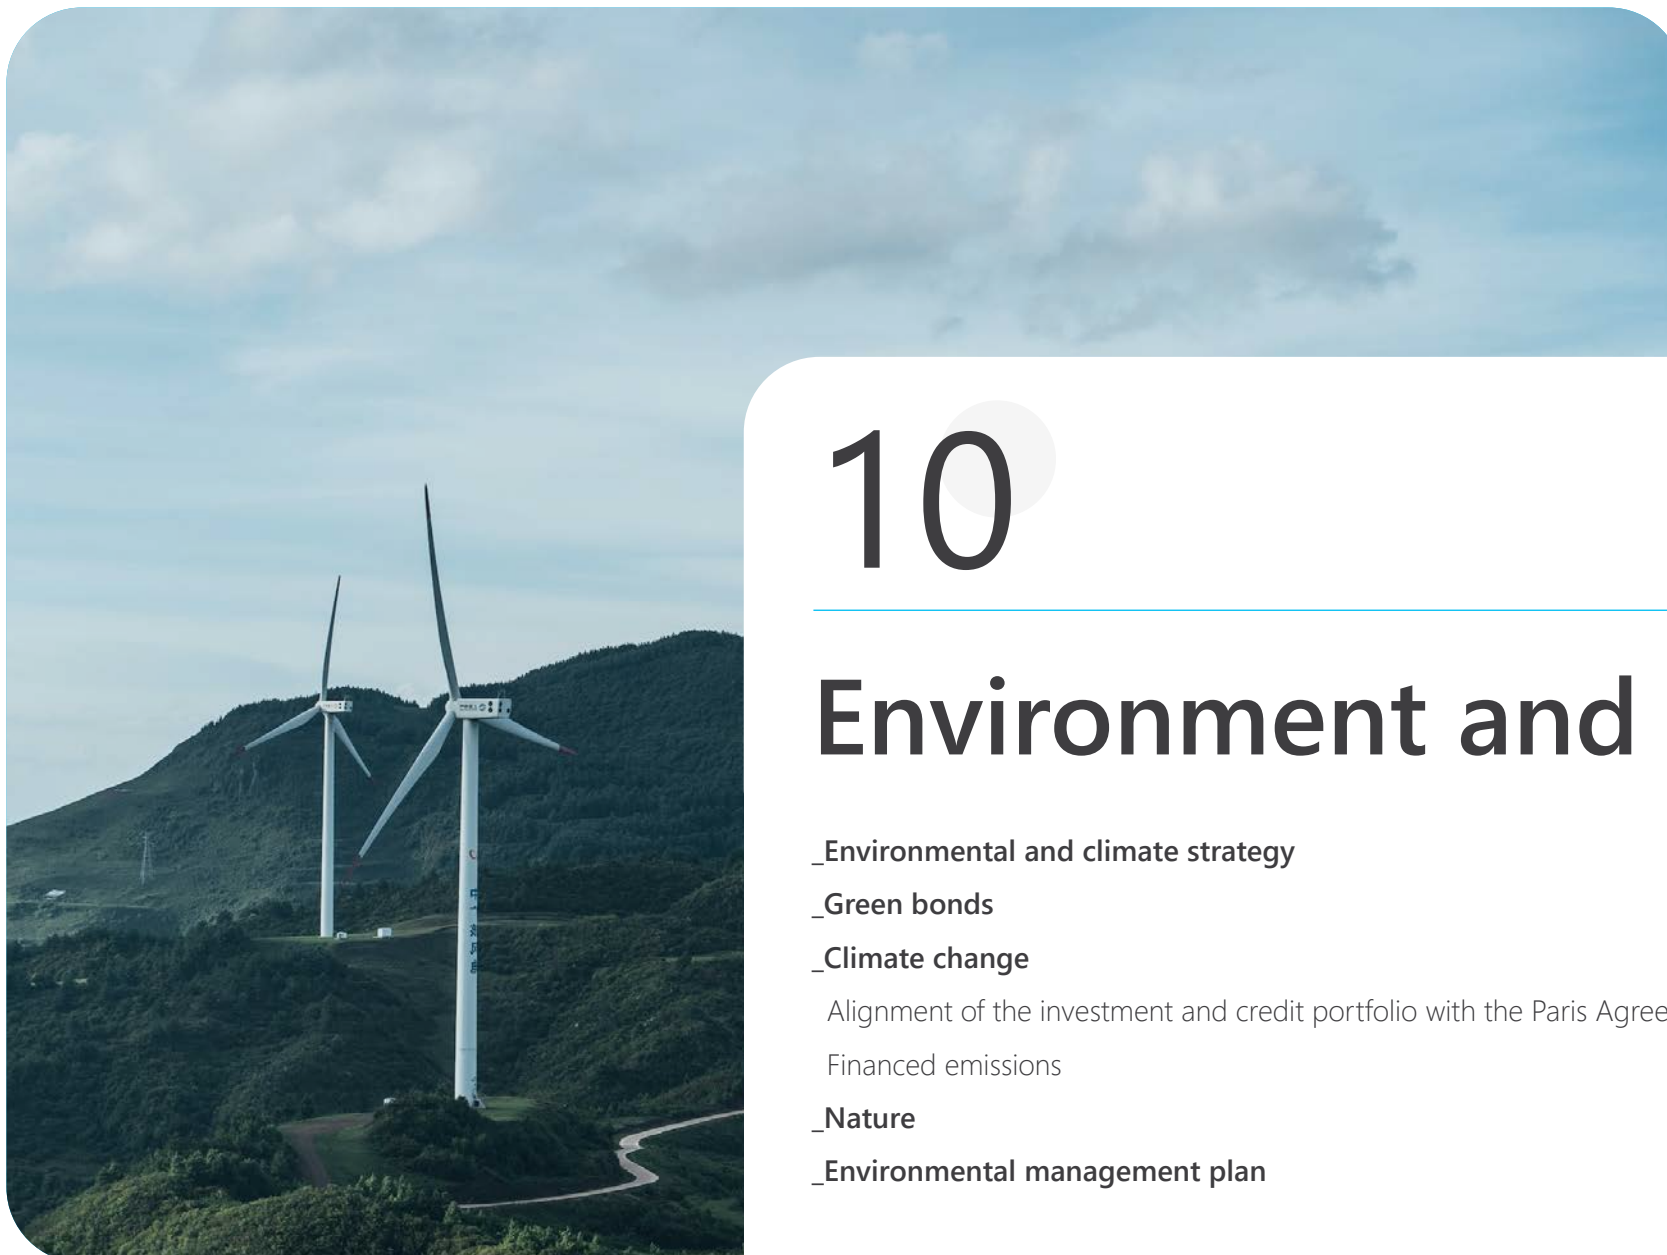 10
Environment and
_Environmental and climate strategy
_Green bonds
_Climate change
Alignment of the investment and credit portfolio with the Paris Agree
Financed emissions
_Nature
_Environmental management plan